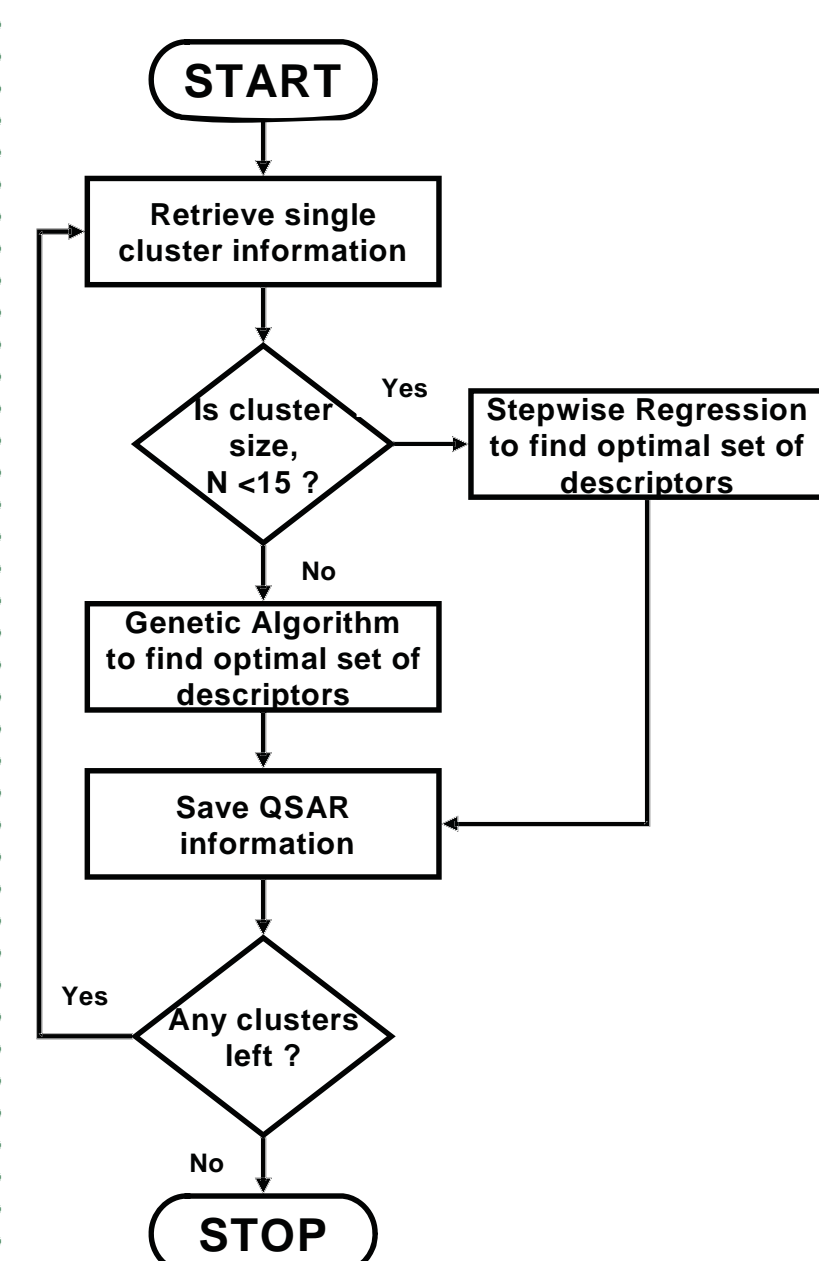 START
Retrieve single
cluster information
Is cluster
size,
N <15 ?
Yes
Stepwise Regression
to find optimal set of
descriptors
No
Genetic Algorithm
to find optimal set of
descriptors
Save QSAR
information
Yes
Any clusters
left ?
No
STOP